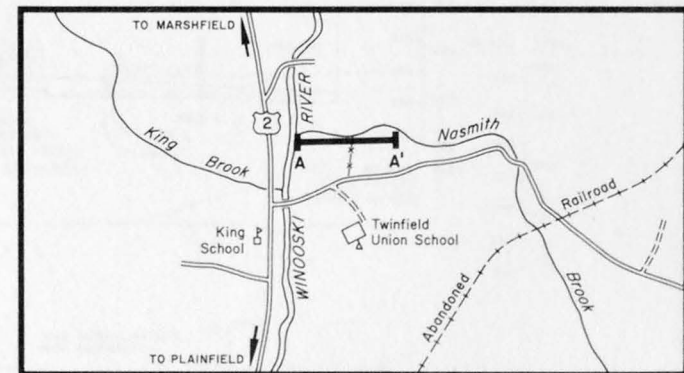 TO MARSHFIELD
2
RIVER
King
Brook
Nasmith
A
A'
Railroad
King
School
Twinfield
Union School
WINOOSKI
Abandoned
Brook
TO PLAINFIELD